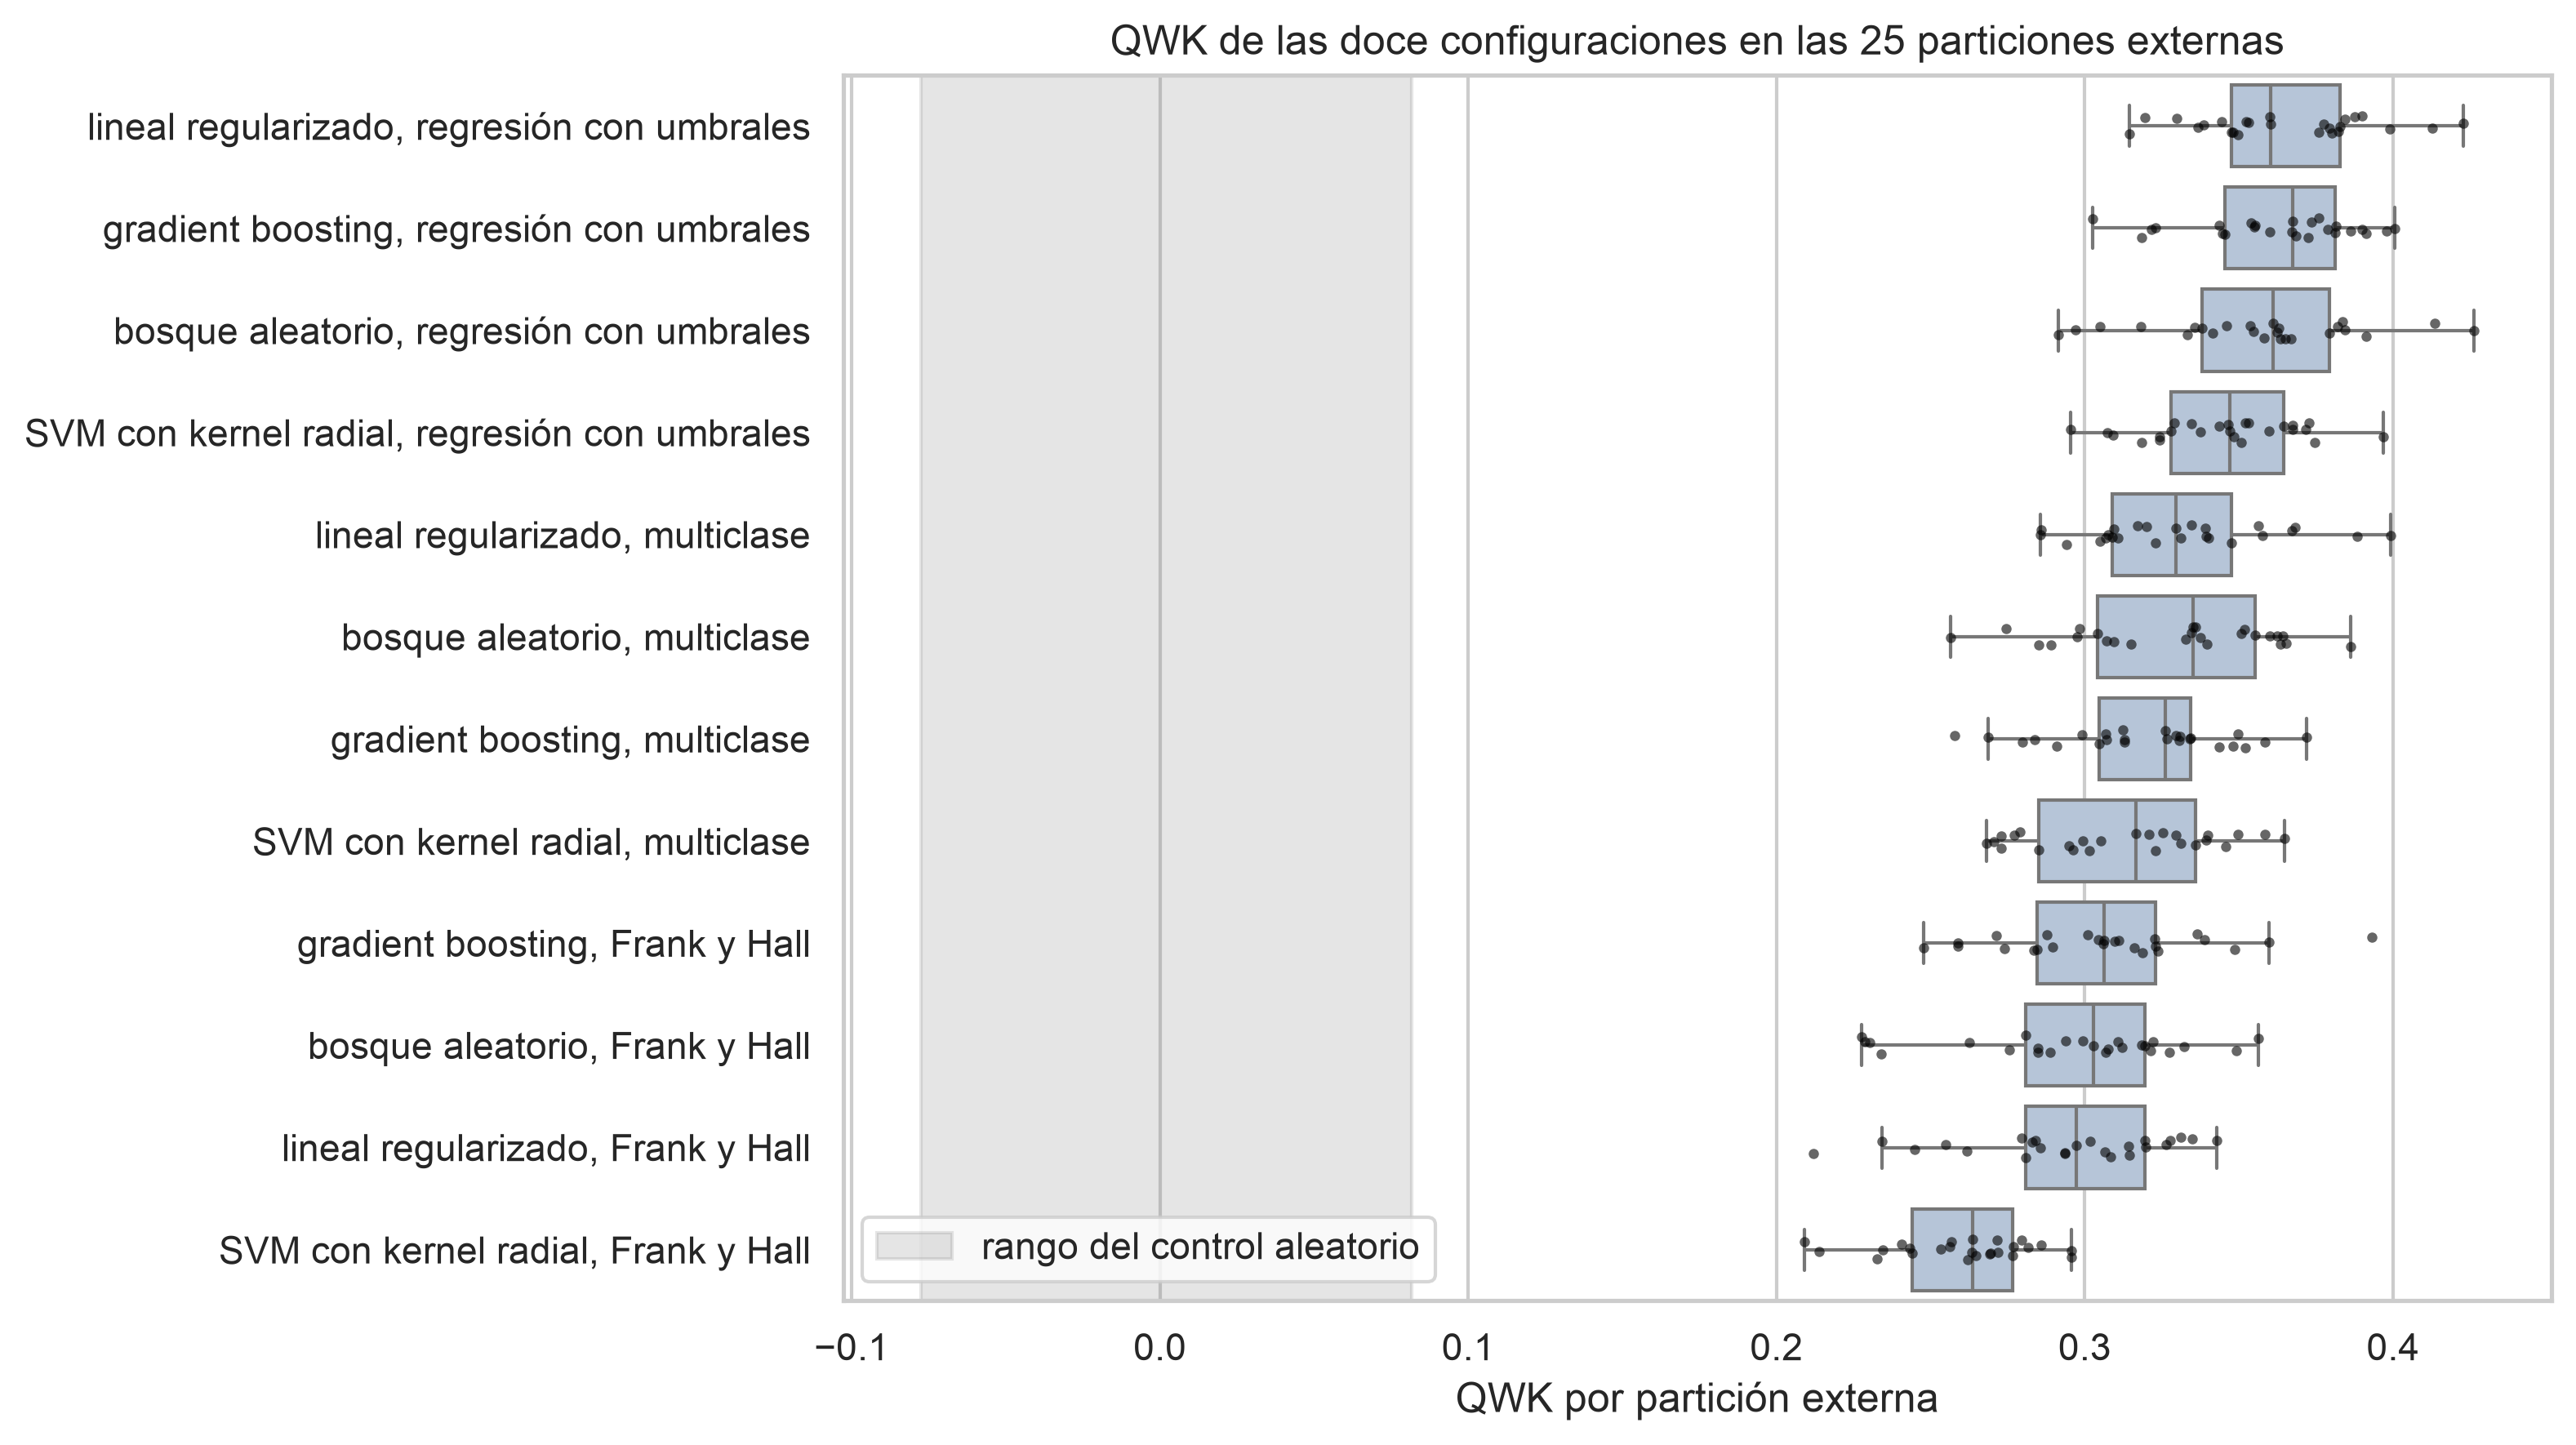 QWK de las doce configuraciones en las 25 particiones externas
lineal regularizado, regresión con umbrales
gradient boosting, regresión con umbrales
bosque aleatorio, regresión con umbrales
SVM con kernel radial, regresión con umbrales
lineal regularizado, multiclase
bosque aleatorio, multiclase
gradient boosting, multiclase
SVM con kernel radial, multiclase
gradient boosting, Frank y Hall
bosque aleatorio, Frank y Hall
lineal regularizado, Frank y Hall
SVM con kernel radial, Frank y Hall
rango del control aleatorio
−0.1 0.0 0.1 0.2 0.3 0.4
QWK por partición externa